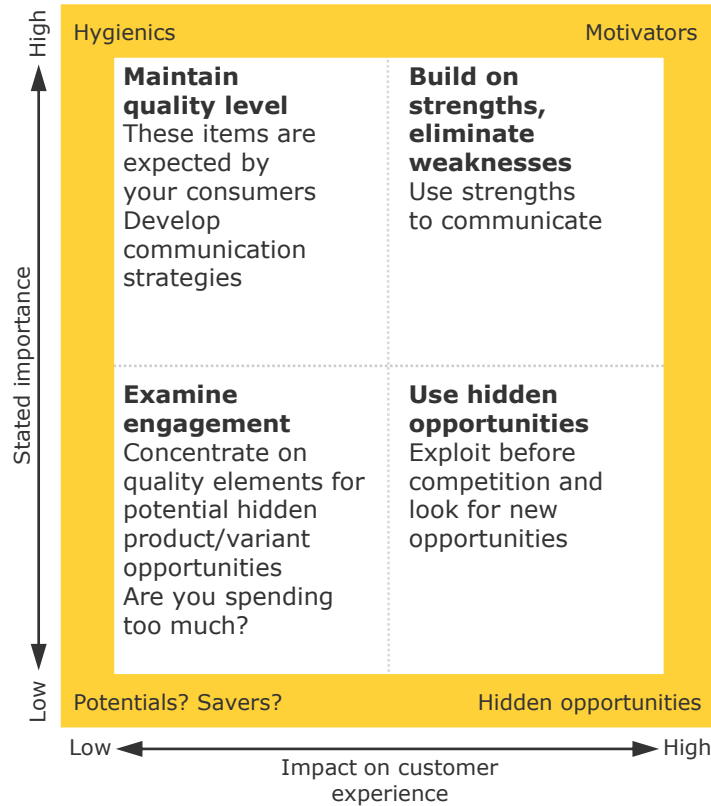 High
Hygienics
Motivators
Maintain
quality level
These items are
expected by
your consumers
Develop
communication
strategies
Build on
strengths,
eliminate
weaknesses
Use strengths
to communicate
Stated importance
Examine
engagement
Concentrate on
quality elements for
potential hidden
product/variant
opportunities
Are you spending
too much?
Use hidden
opportunities
Exploit before
competition and
look for new
opportunities
Low
Potentials? Savers?
Hidden opportunities
Low
High
Impact on customer
experience